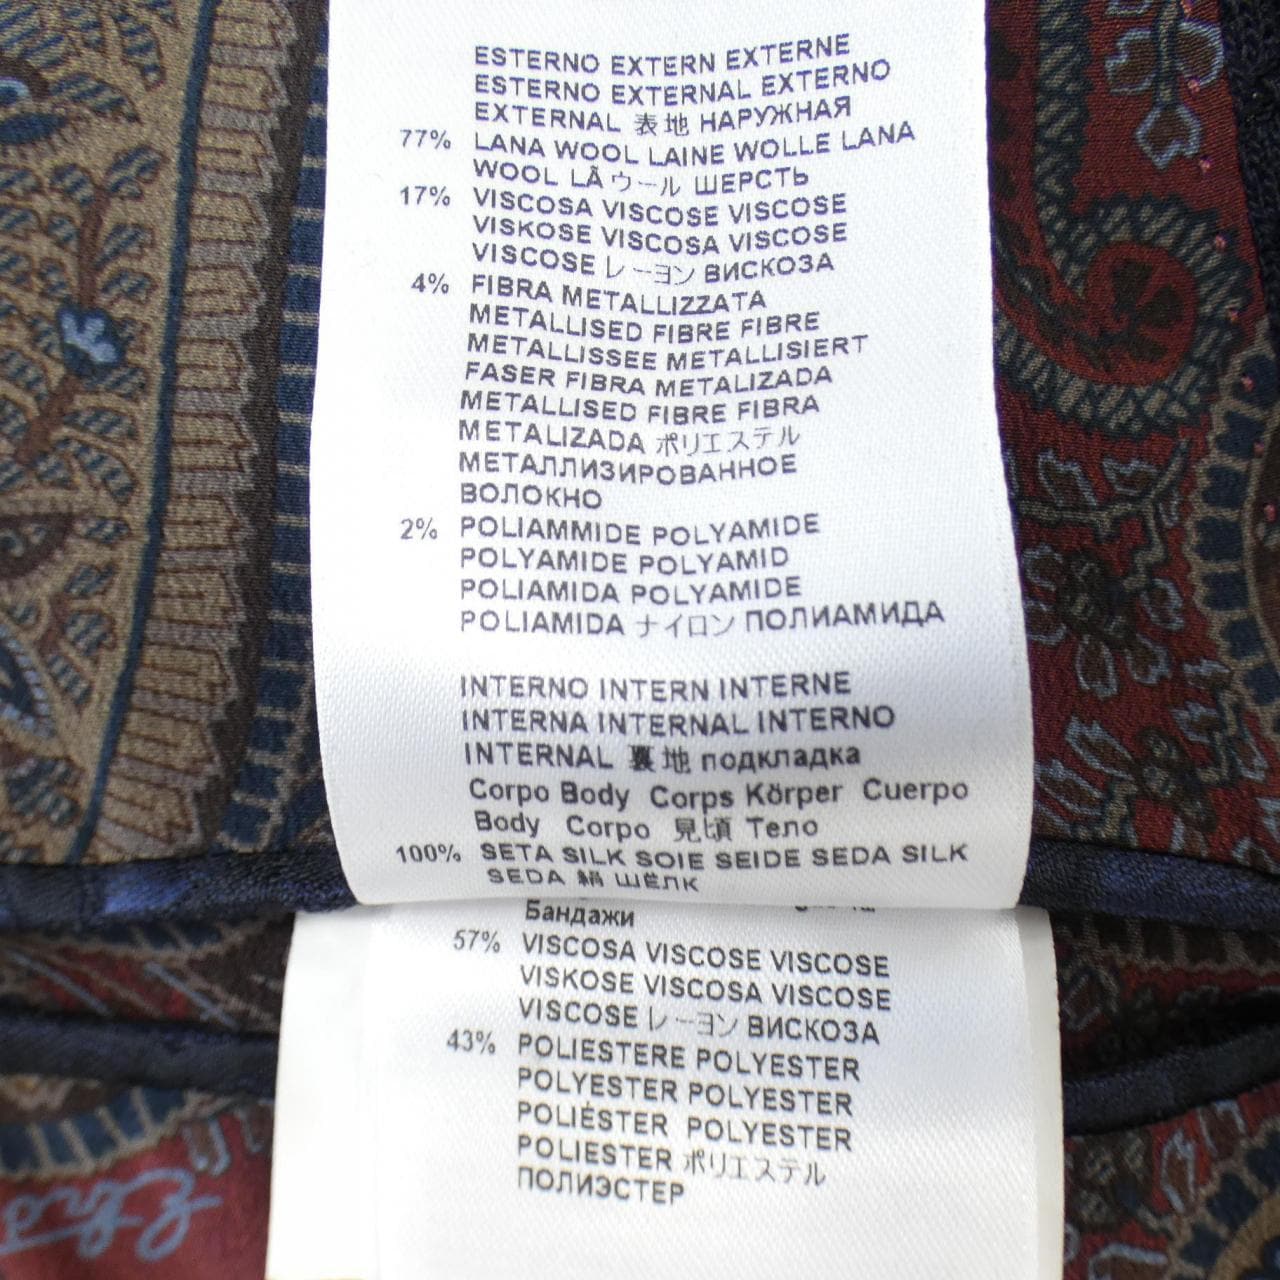 ESTERNO EXTERN EXTERNE
ESTERNO EXTERNAL EXTERNO
EXTERNAL 表地 НАРУЖНАЯ
77% LANA WOOL LAINE WOLLE LANA
WOOL LÃ ウール ШЕРСТЬ
17% VISCOSA VISCOSE VISCOSE
VISKOSE VISCOSA VISCOSE
VISCOSE レーヨン ВИСКОЗА
4% FIBRA METALLIZZATA
METALLISED FIBRE FIBRE
METALLISSEE METALLISIERT
FASER FIBRA METALIZADA
METALLISED FIBRE FIBRA
METALIZADA ポリエステル
МЕТАЛЛИЗИРОВАННОЕ
ВОЛОКНО
2% POLIAMMIDE POLYAMIDE
POLYAMIDE POLYAMID
POLIAMIDA POLYAMIDE
POLIAMIDA ナイロン ПОЛИАМИДА
INTERNO INTERN INTERNE
INTERNA INTERNAL INTERNO
INTERNAL 裏地 подкладка
Corpo Body Corps Körper Cuerpo
Body Corpo 見頃 Тело
100% SETA SILK SOIE SEIDE SEDA SILK
SEDA 絹 ШЁЛК
Бандажи
57% VISCOSA VISCOSE VISCOSE
VISKOSE VISCOSA VISCOSE
VISCOSE レーヨン ВИСКОЗА
43% POLIESTERE POLYESTER
POLYESTER POLYESTER
POLIÉSTER POLYESTER
POLIESTER ポリエステル
ПОЛИЭСТЕР
Etro